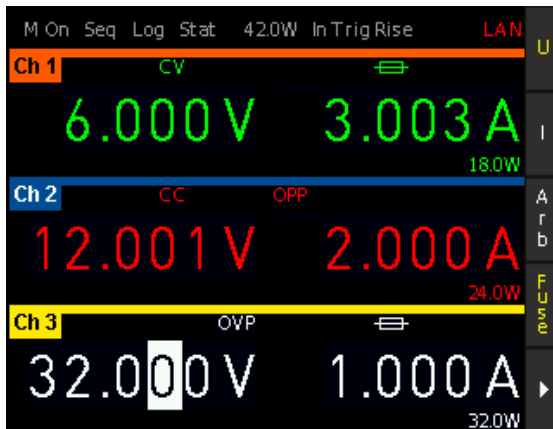 M On Seq Log Stat 42.0W In Trig Rise LAN
U
Ch 1 CV
6.000 V 3.003 A
I
18.0W
Ch 2 CC OPP
Arb
12.001 V 2.000 A
24.0W
Fuse
Ch 3 OVP
32.000 V 1.000 A
32.0W